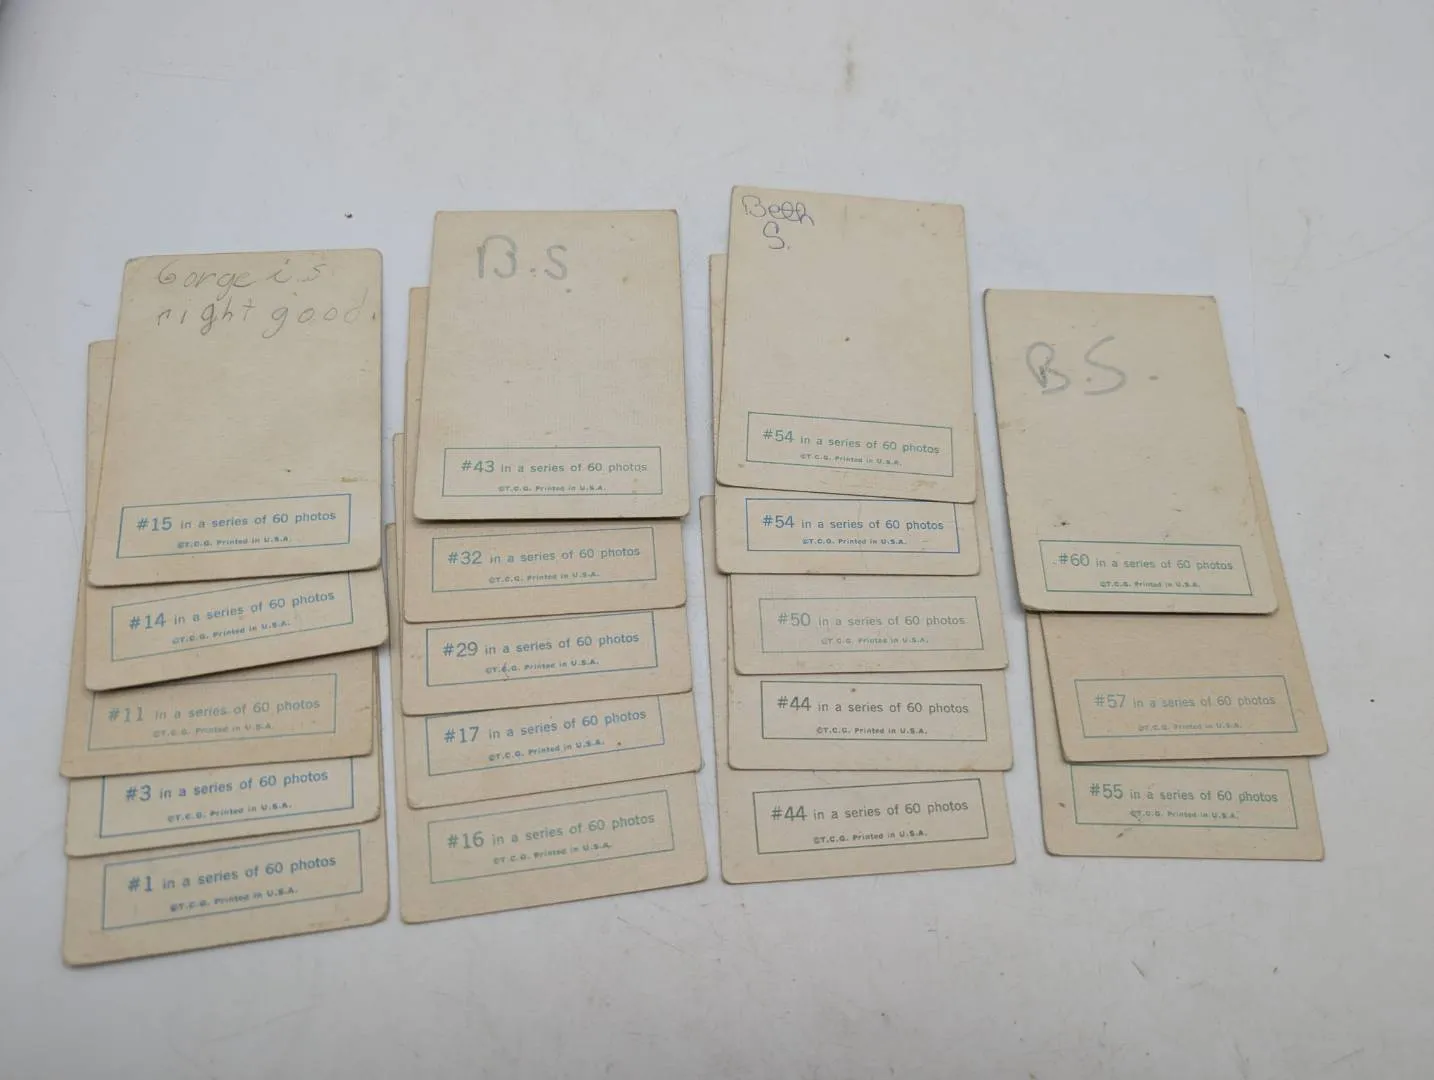 Gorge is
right good.
#15 in a series of 60 photos
©T.C.G. Printed in U.S.A.
#14 in a series of 60 photos
©T.C.G. Printed in U.S.A.
#11 in a series of 60 photos
©T.C.G. Printed in U.S.A.
#3 in a series of 60 photos
©T.C.G. Printed in U.S.A.
#1 in a series of 60 photos
©T.C.G. Printed in U.S.A.
B.S
#43 in a series of 60 photos
©T.C.G. Printed in U.S.A.
#32 in a series of 60 photos
©T.C.G. Printed in U.S.A.
#29 in a series of 60 photos
©T.C.G. Printed in U.S.A.
#17 in a series of 60 photos
©T.C.G. Printed in U.S.A.
#16 in a series of 60 photos
©T.C.G. Printed in U.S.A.
Beth
S.
#54 in a series of 60 photos
©T.C.G. Printed in U.S.A.
#54 in a series of 60 photos
©T.C.G. Printed in U.S.A.
#50 in a series of 60 photos
©T.C.G. Printed in U.S.A.
#44 in a series of 60 photos
©T.C.G. Printed in U.S.A.
#44 in a series of 60 photos
©T.C.G. Printed in U.S.A.
B.S.
#60 in a series of 60 photos
©T.C.G. Printed in U.S.A.
#57 in a series of 60 photos
©T.C.G. Printed in U.S.A.
#55 in a series of 60 photos
©T.C.G. Printed in U.S.A.